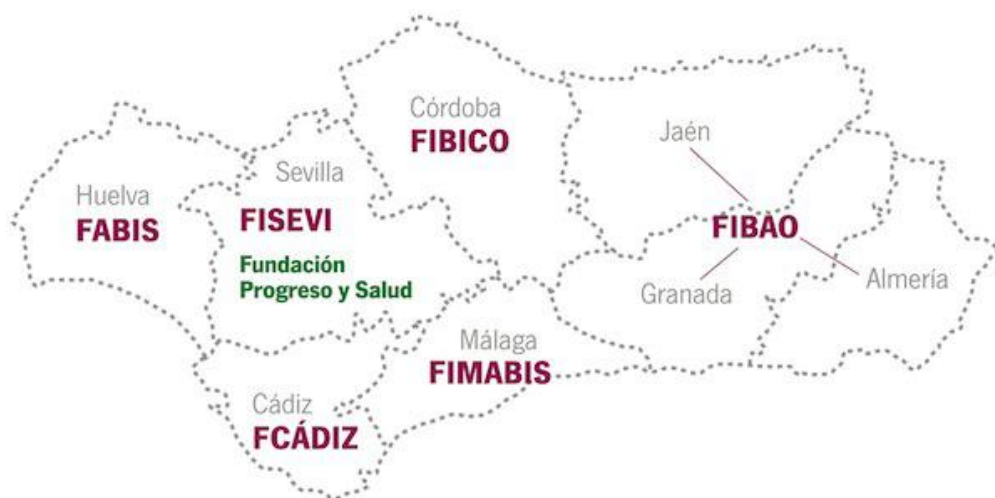 Córdoba
FIBICO
Jaén
Sevilla
Huelva
FABIS
FISEVI
FIBAO
Fundación
Progreso y Salud
Granada
Almería
Málaga
FIMABIS
Cádiz
FCÁDIZ